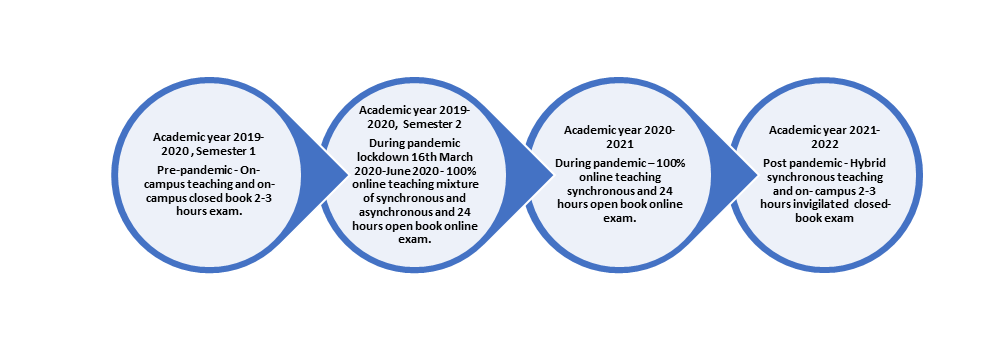 Academic year 2019-
2020 , Semester 1
Pre-pandemic - On-
campus teaching and on-
campus closed book 2-3
hours exam.
Academic year 2019-
2020, Semester 2
During pandemic
lockdown 16th March
2020-June 2020 - 100%
online teaching mixture
of synchronous and
asynchronous and 24
hours open book online
exam.
Academic year 2020-
2021
During pandemic – 100%
online teaching
synchronous and 24
hours open book online
exam.
Academic year 2021-
2022
Post pandemic - Hybrid
synchronous teaching
and on- campus 2-3
hours invigilated closed-
book exam